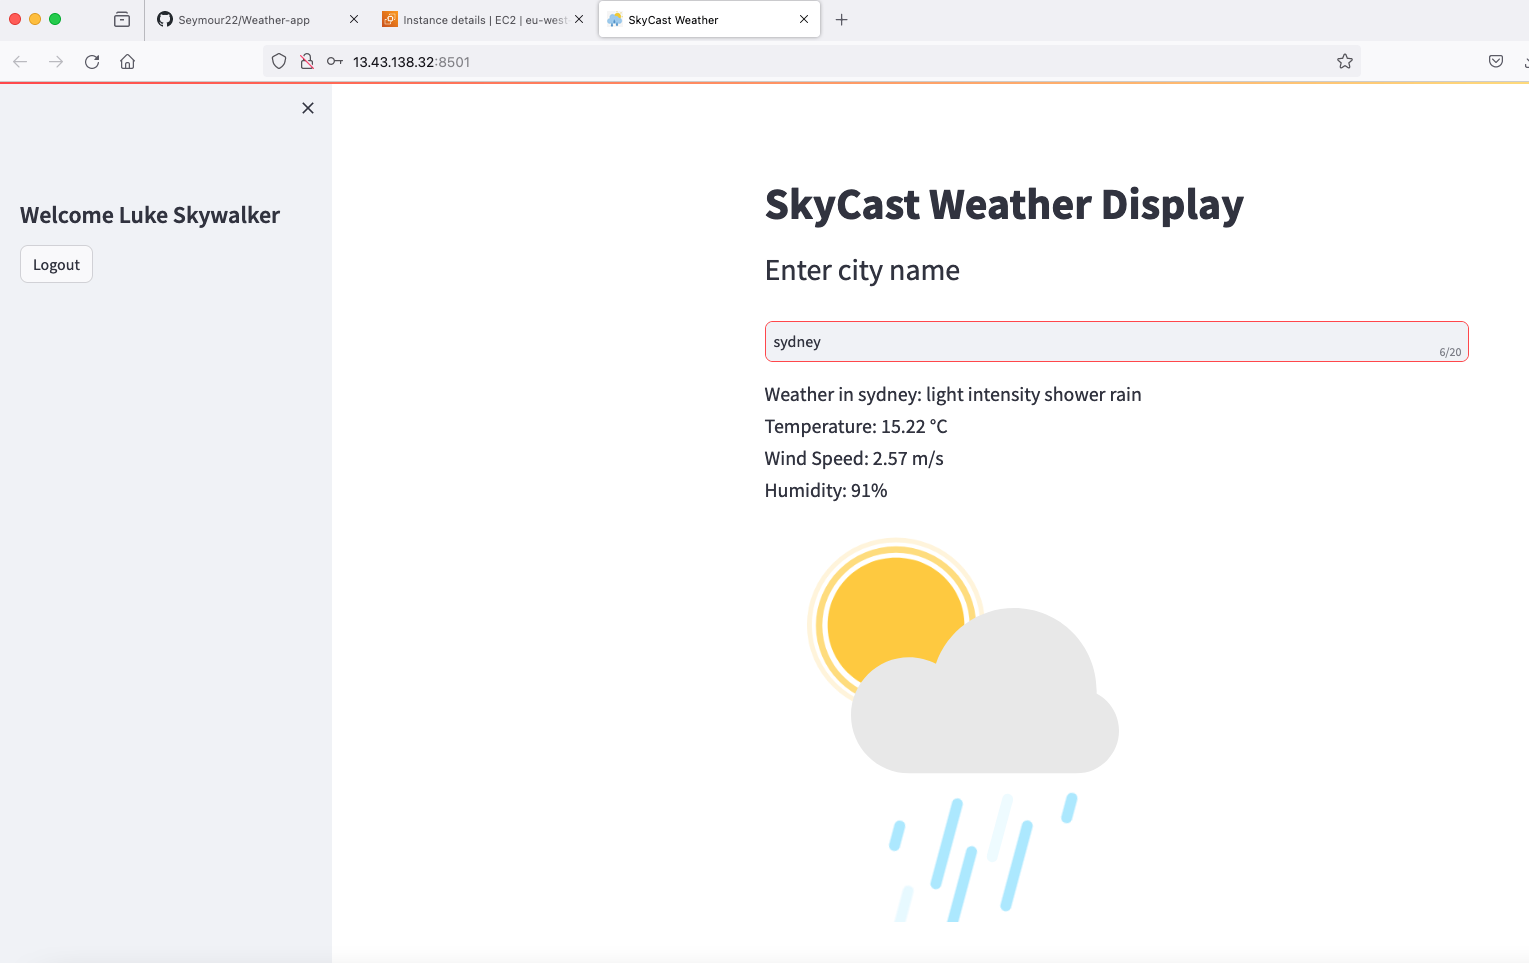 Seymour22/Weather-app
Instance details | EC2 | eu-west-
SkyCast Weather
13.43.138.32:8501
Welcome Luke Skywalker
Logout
SkyCast Weather Display
Enter city name
sydney
6/20
Weather in sydney: light intensity shower rain
Temperature: 15.22 °C
Wind Speed: 2.57 m/s
Humidity: 91%